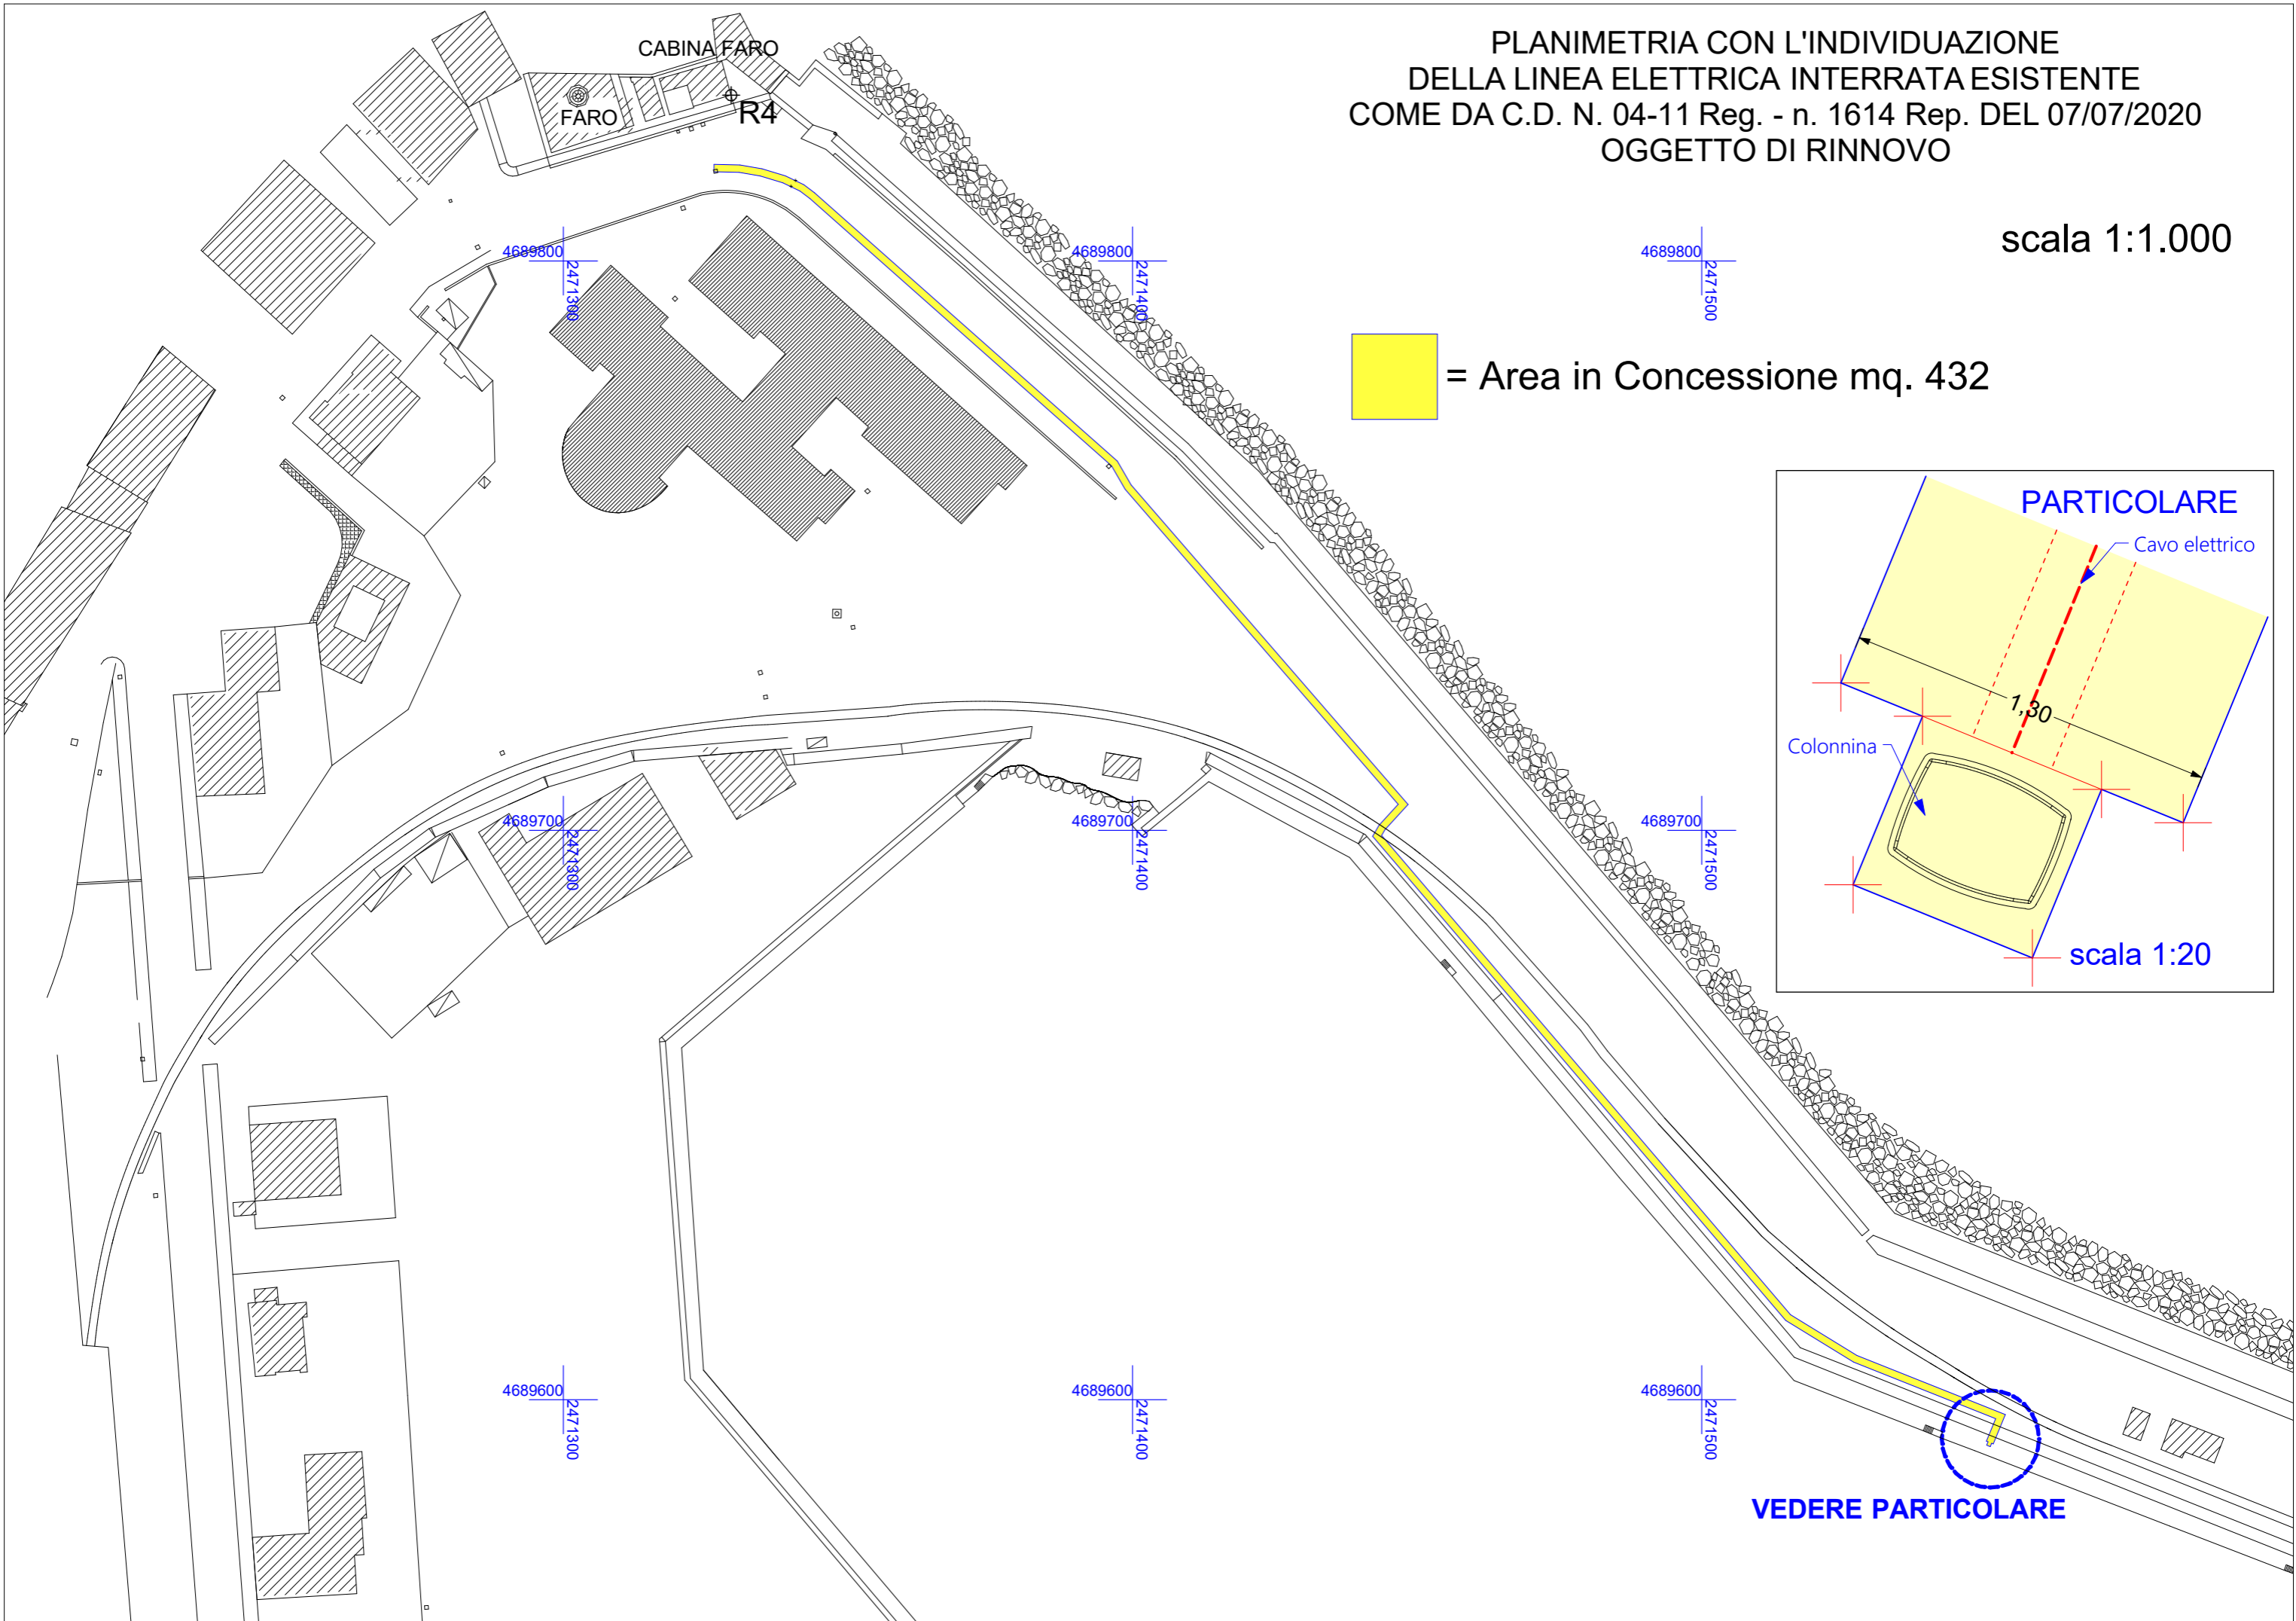 PLANIMETRIA CON L'INDIVIDUAZIONE
DELLA LINEA ELETTRICA INTERRATA ESISTENTE
COME DA C.D. N. 04-11 Reg. - n. 1614 Rep. DEL 07/07/2020
OGGETTO DI RINNOVO
scala 1:1.000
CABINA FARO
FARO
R4
4689800
2471300
4689800
2471400
4689800
2471500
= Area in Concessione mq. 432
PARTICOLARE
Cavo elettrico
1,30
Colonnina
scala 1:20
4689700
2471300
4689700
2471400
4689700
2471500
4689600
2471300
4689600
2471400
4689600
2471500
VEDERE PARTICOLARE